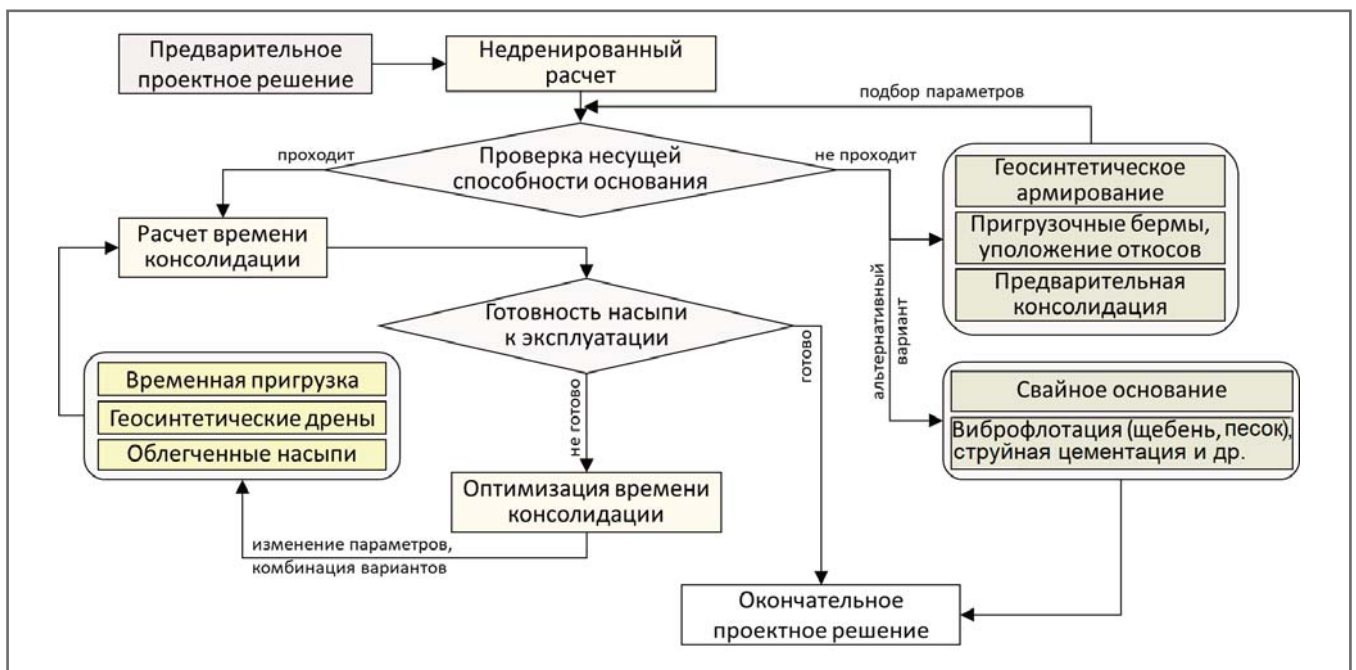 Предварительное
проектное решение
Недренированный
расчет
подбор параметров
проходит
Проверка несущей
способности основания
не проходит
Геосинтетическое
армирование
Пригрузочные бермы,
уположение откосов
Предварительная
консолидация
Расчет времени
консолидации
Готовность насыпи
к эксплуатации
готово
альтернативный
вариант
Временная пригрузка
Геосинтетические дрены
Облегченные насыпи
не готово
Свайное основание
Виброфлотация (щебень, песок),
струйная цементация и др.
Оптимизация времени
консолидации
изменение параметров,
комбинация вариантов
Окончательное
проектное решение